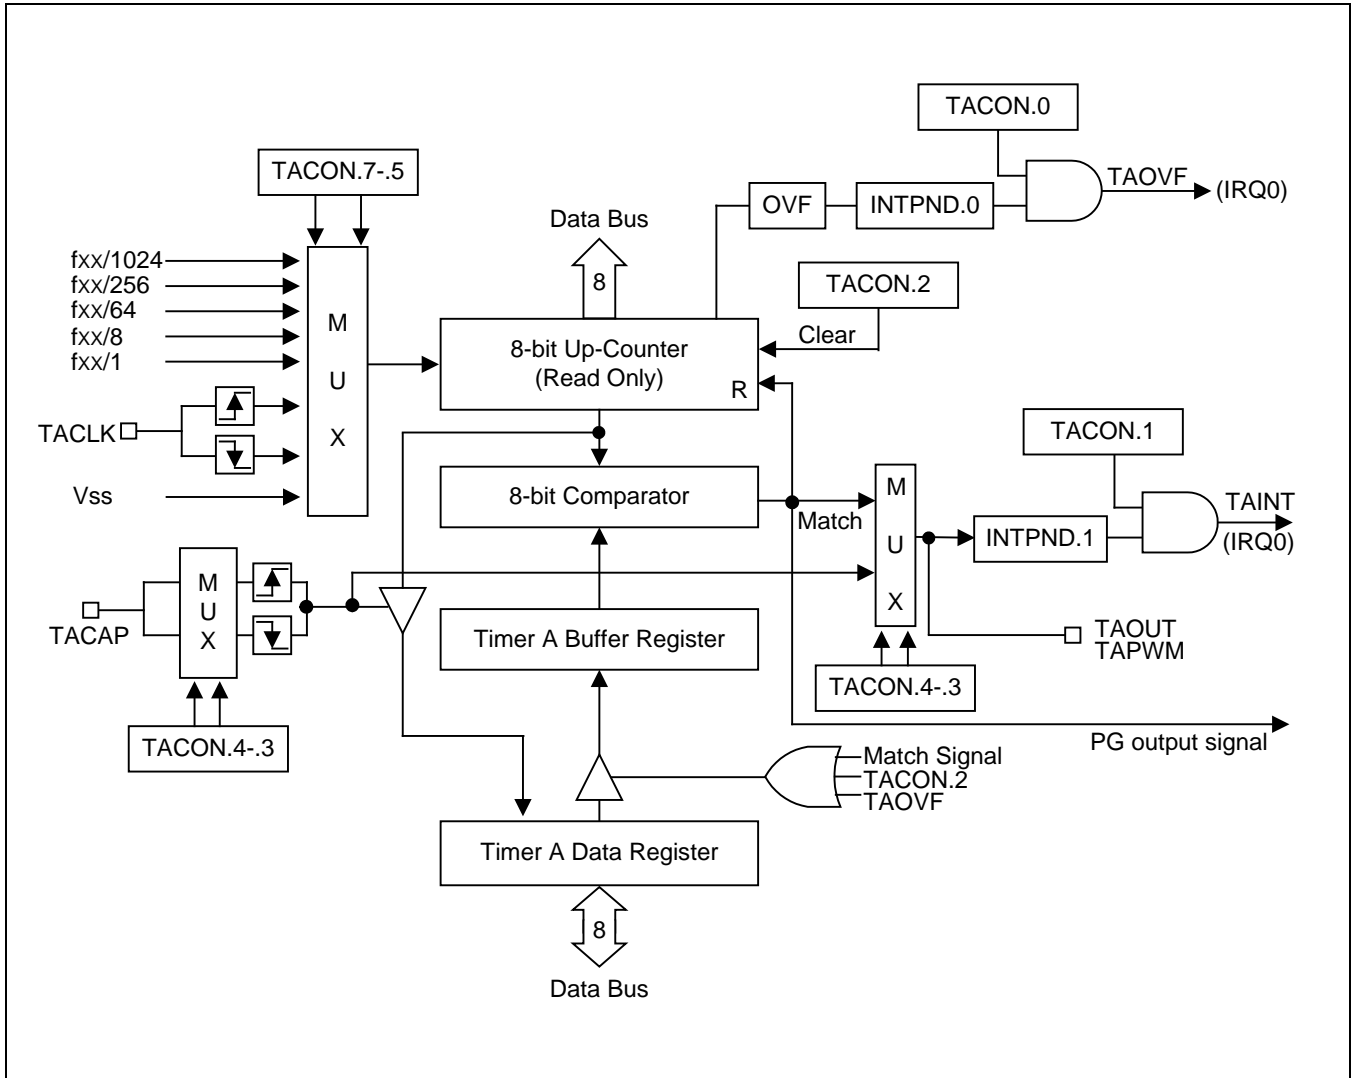 TACON.0
TACON.7-.5
TAOVF
(IRQ0)
OVF
INTPND.0
Data Bus
8
fxx/1024
fxx/256
fxx/64
fxx/8
fxx/1
M
U
X
TACON.2
Clear
8-bit Up-Counter
(Read Only)
R
TACLK
TACON.1
Vss
8-bit Comparator
Match
M
U
X
INTPND.1
TAINT
(IRQ0)
TACAP
M
U
X
Timer A Buffer Register
TAOUT
TAPWM
TACON.4-.3
TACON.4-.3
PG output signal
Match Signal
TACON.2
TAOVF
Timer A Data Register
8
Data Bus